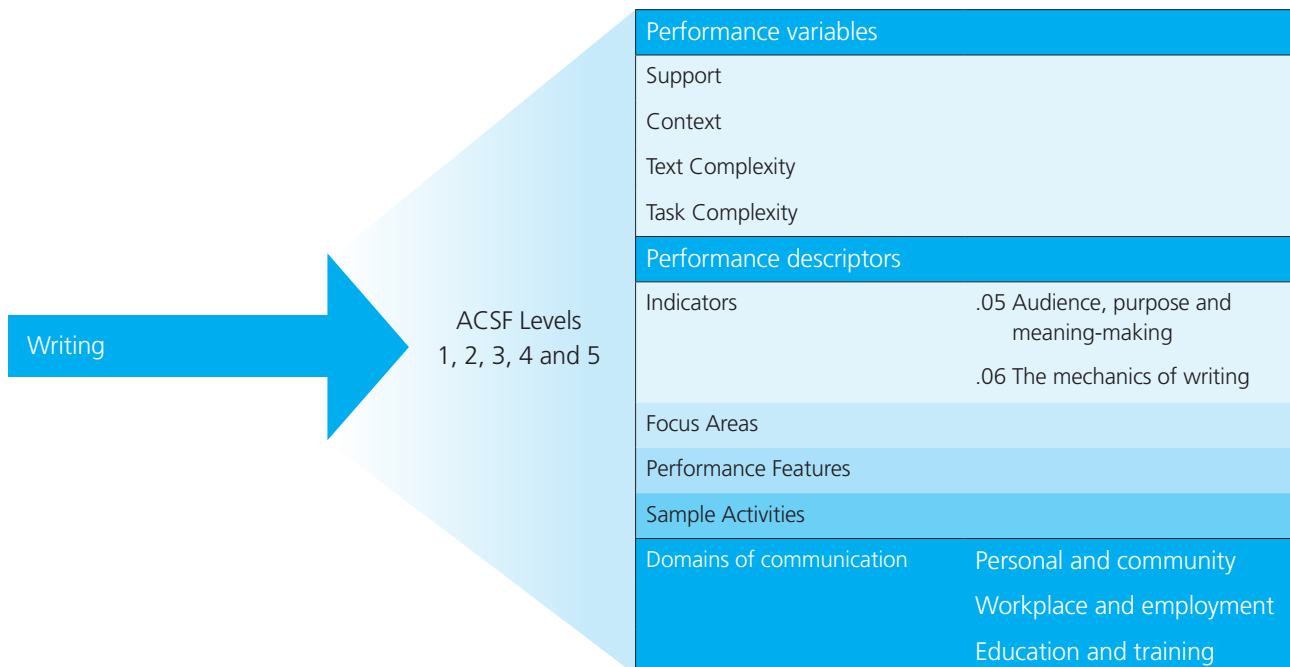 Writing
ACSF Levels
1, 2, 3, 4 and 5
Performance variables
Support
Context
Text Complexity
Task Complexity
Performance descriptors
Indicators
.05 Audience, purpose and
meaning-making
.06 The mechanics of writing
Focus Areas
Performance Features
Sample Activities
Domains of communication
Personal and community
Workplace and employment
Education and training